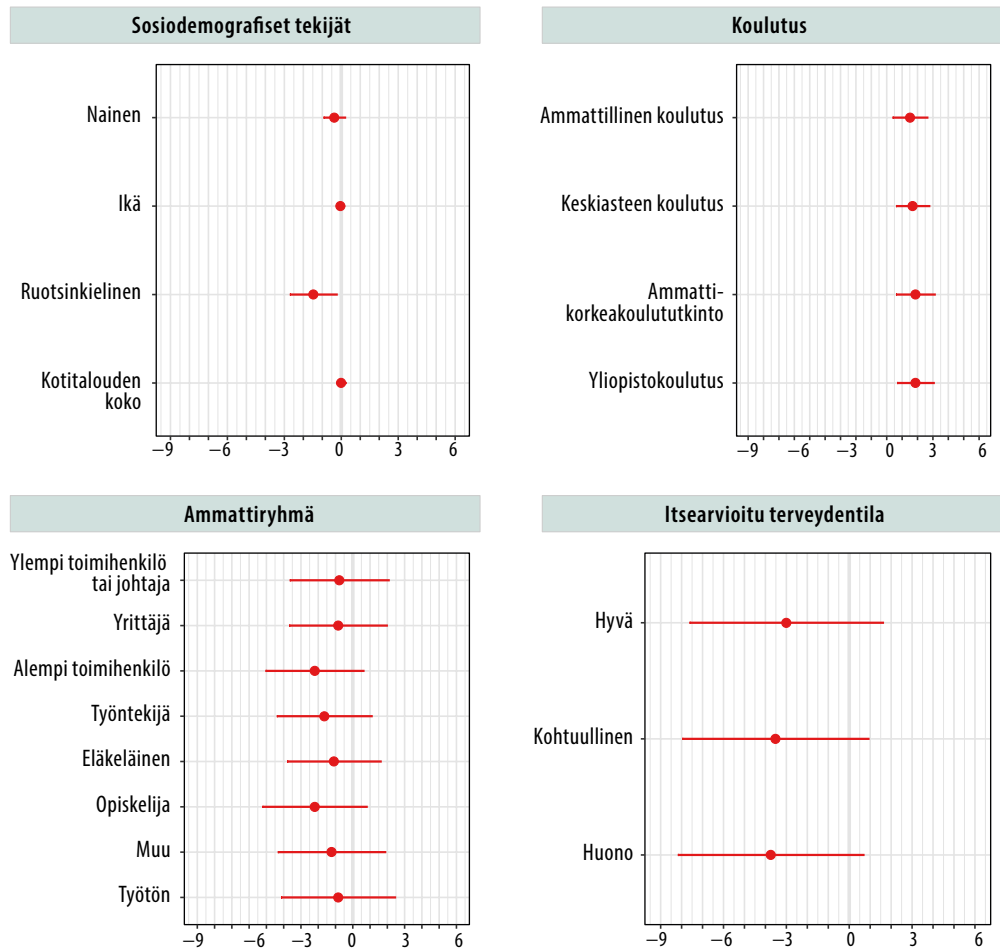 Sosiodemografiset tekijät
Nainen
Ikä
Ruotsinkielinen
Kotitalouden
koko
−9 −6 −3 0 3 6
Koulutus
Ammattillinen koulutus
Keskiasteen koulutus
Ammatti-
korkeakoulututkinto
Yliopistokoulutus
−9 −6 −3 0 3 6
Ammattiryhmä
Ylempi toimihenkilö
tai johtaja
Yrittäjä
Alempi toimihenkilö
Työntekijä
Eläkeläinen
Opiskelija
Muu
Työtön
−9 −6 −3 0 3 6
Itsearvioitu terveydentila
Hyvä
Kohtuullinen
Huono
−9 −6 −3 0 3 6